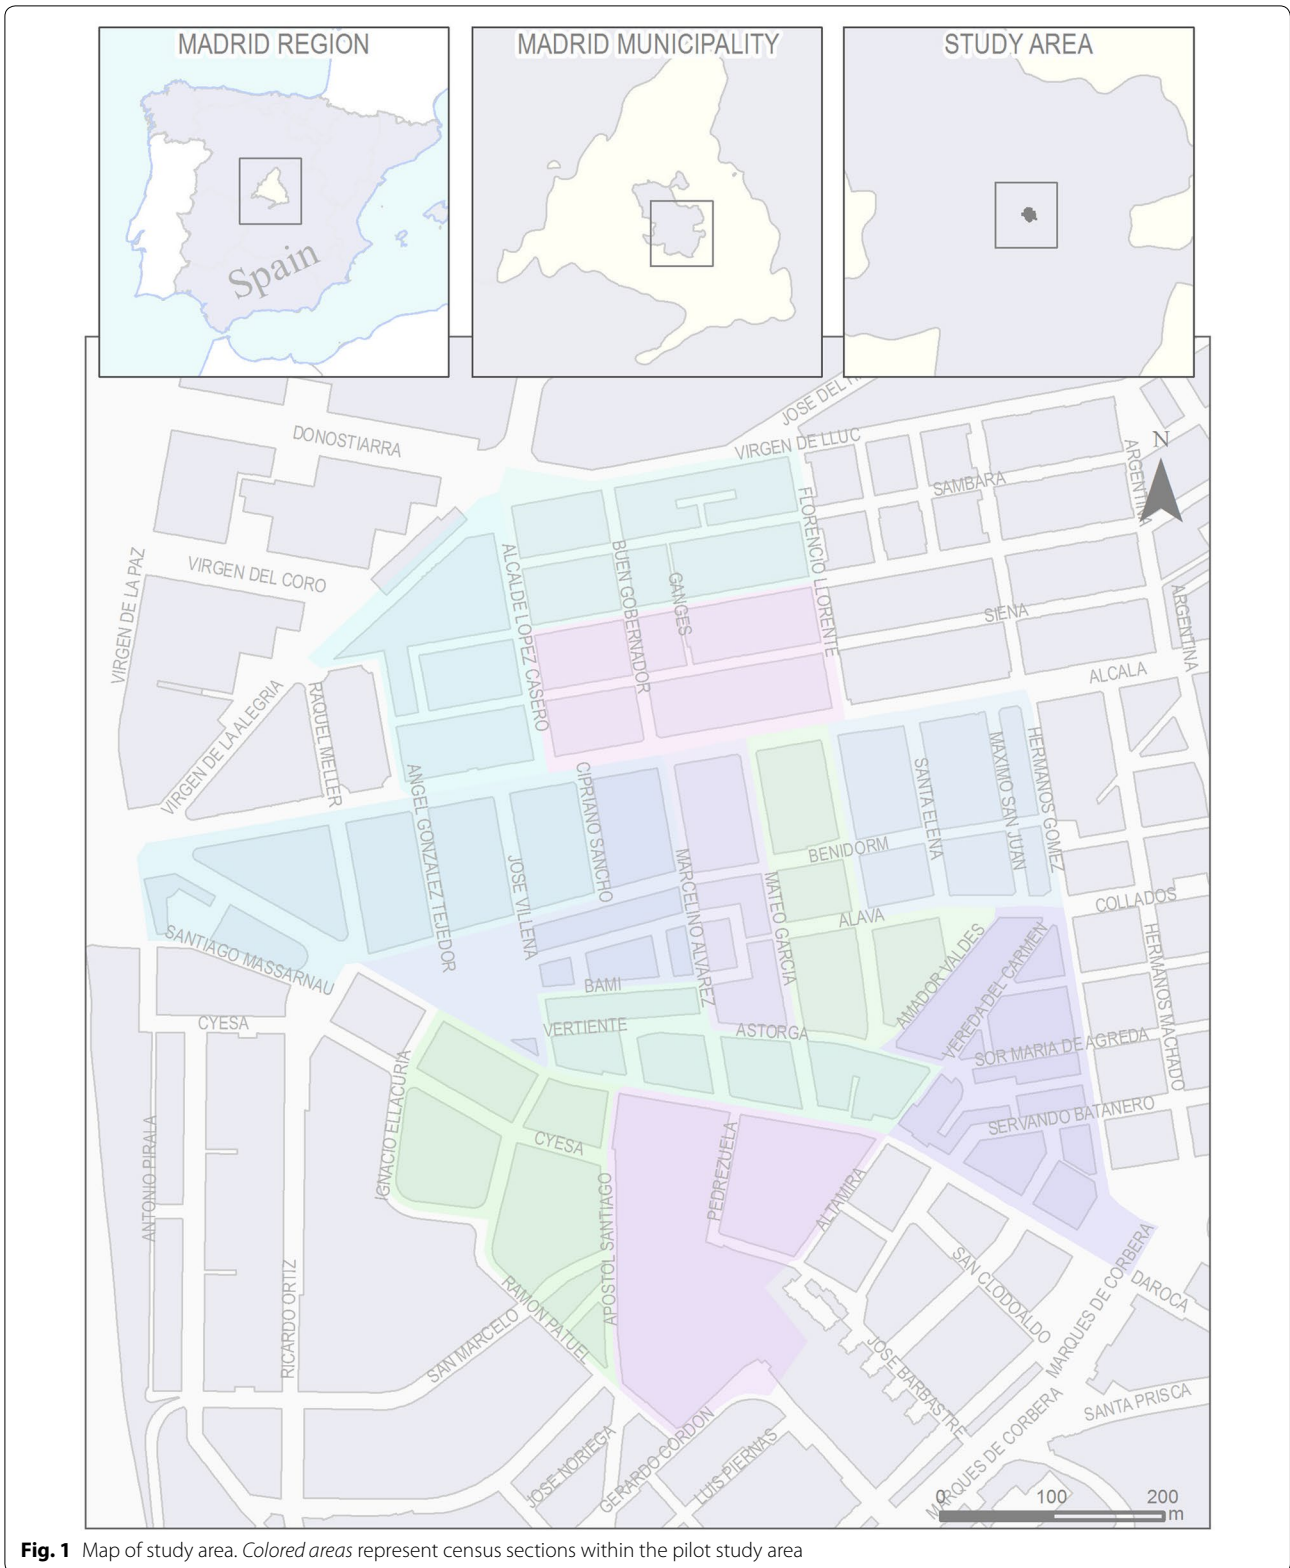 MADRID REGION
MADRID MUNICIPALITY
STUDY AREA
Spain
JOSE DEL
DONOSTIARRA
VIRGEN DE LLUC
N
ARGENTINA
SAMBARA
FLORENCIO LLORENTE
VIRGEN DE LA PAZ
VIRGEN DEL CORO
ALCALDE LOPEZ CASERO
BUEN GOBERNADOR
GANGES
SIENA
ARGENTINA
ALCALA
VIRGEN DE LA ALEGRIA
RAQUEL MELLER
ANGEL GONZALEZ TEJEDOR
CIPRIANO SANCHO
SANTA ELENA
MAXIMO SAN JUAN
HERMANOS GOMEZ
JOSE VILLENA
MARCELINO ALVAREZ
MATEO GARCIA
BENIDORM
COLLADOS
ALAVA
SANTIAGO MASSARNAU
AMADOR VALDES
VEREDA DEL CARMEN
HERMANOS MACHADO
BAMI
CYESA
VERTIENTE
ASTORGA
SOR MARIA DE AGREDA
IGNACIO ELLACURIA
SERVANDO BATANERO
ANTONIO PIRALA
CYESA
PEDREZUELA
APOSTOL SANTIAGO
ALTAMIRA
RICARDO ORTIZ
SAN CLODOALDO
MARQUES DE CORBERA
DAROCA
RAMON PATUEL
SAN MARCELO
JOSE BARBASTRE
SANTA PRISCA
MARQUES DE CORBERA
JOSE NORIEGA
GERARDO CORDON
LUIS PIERNAS
0 100 200
m
Fig. 1 Map of study area. Colored areas represent census sections within the pilot study area